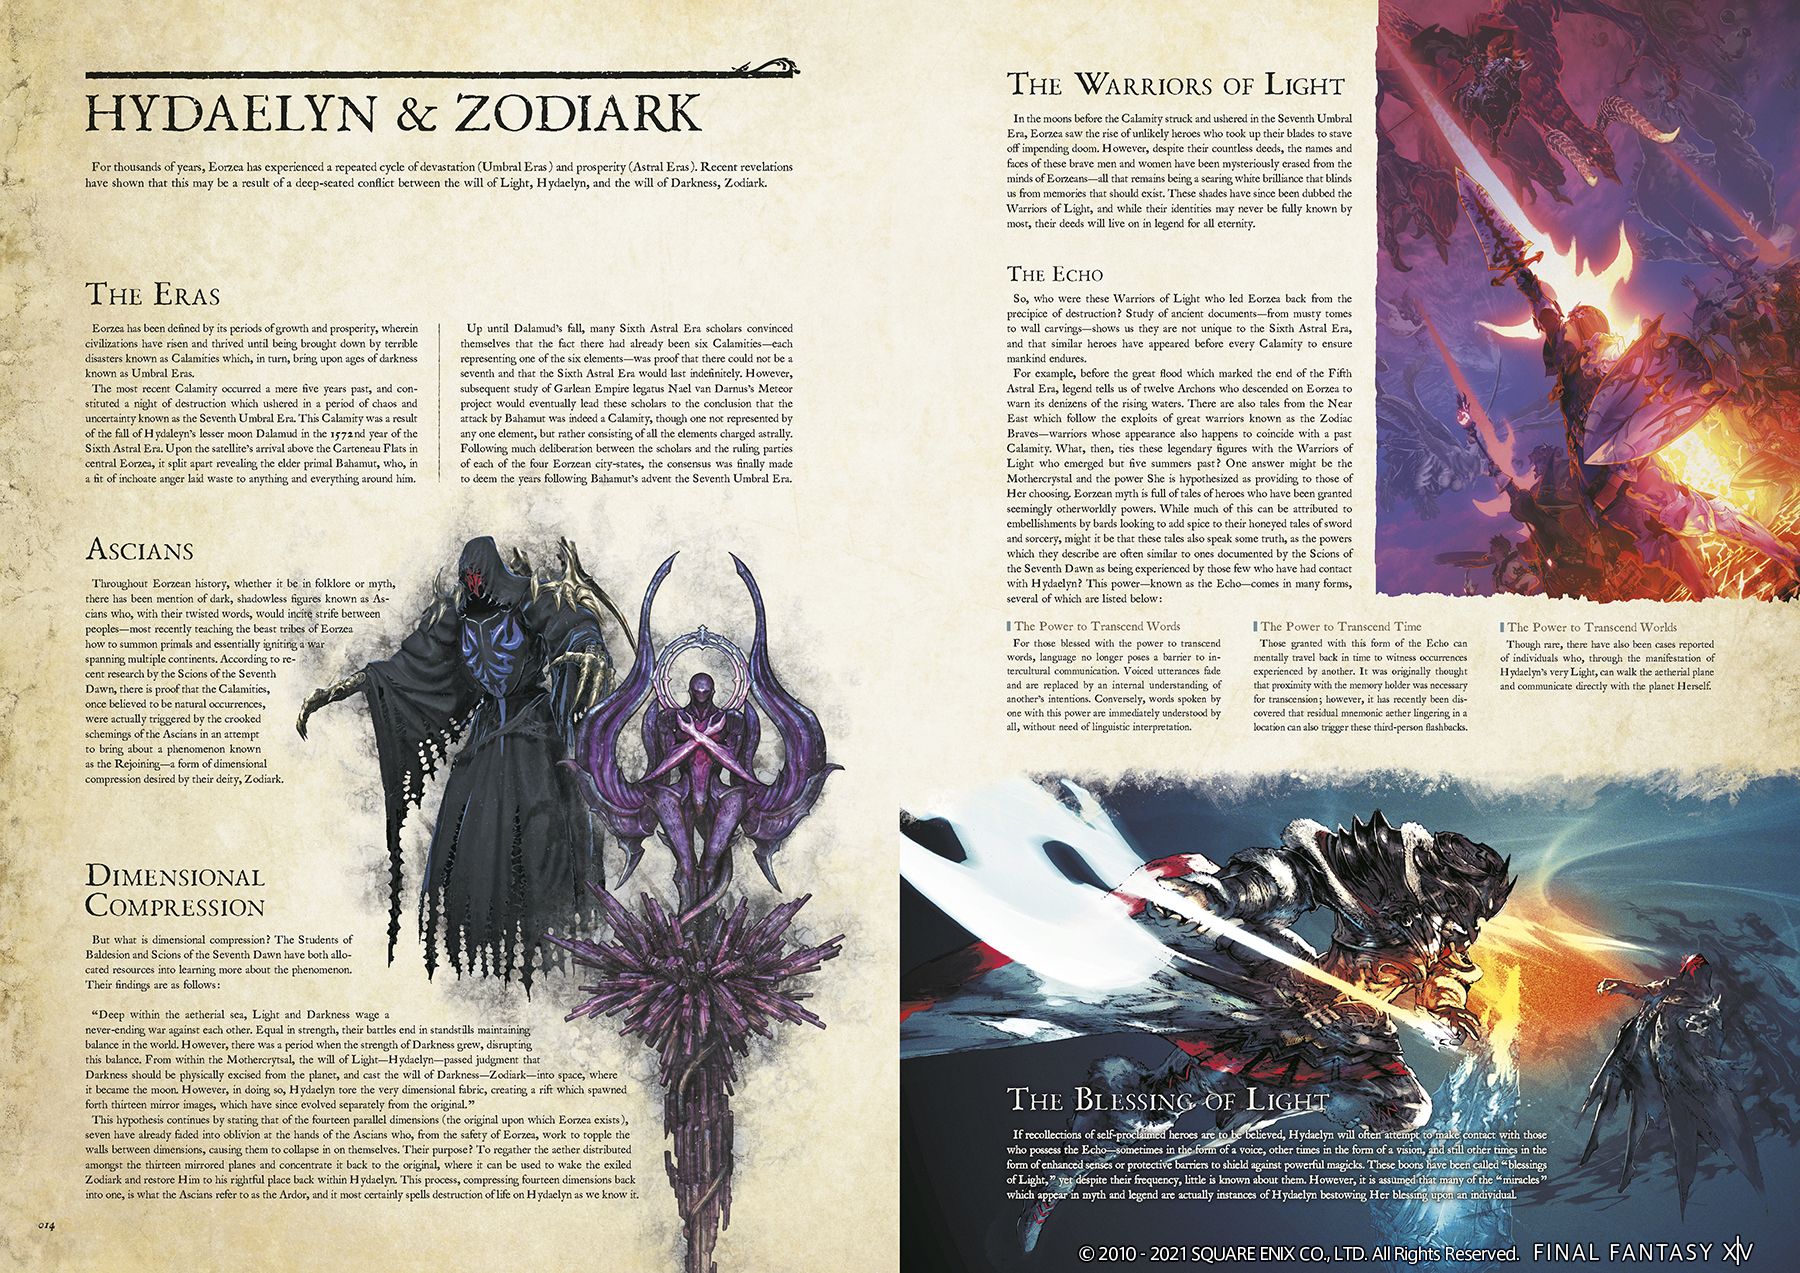 HYDAELYN & ZODIARK
For thousands of years, Eorzea has experienced a repeated cycle of devastation (Umbral Eras) and prosperity (Astral Eras). Recent revelations
have shown that this may be a result of a deep-seated conflict between the will of Light, Hydaelyn, and the will of Darkness, Zodiark.
THE ERAS
Eorzea has been defined by its periods of growth and prosperity, wherein
civilizations have risen and thrived until being brought down by terrible
disasters known as Calamities which, in turn, bring upon ages of darkness
known as Umbral Eras.
The most recent Calamity occurred a mere five years past, and con-
stituted a night of destruction which ushered in a period of chaos and
uncertainty known as the Seventh Umbral Era. This Calamity was a result
of the fall of Hydaleyn's lesser moon Dalamud in the 1572nd year of the
Sixth Astral Era. Upon the satellite's arrival above the Carteneau Flats in
central Eorzea, it split apart revealing the elder primal Bahamut, who, in
a fit of inchoate anger laid waste to anything and everything around him.
Up until Dalamud's fall, many Sixth Astral Era scholars convinced
themselves that the fact there had already been six Calamities—each
representing one of the six elements—was proof that there could not be a
seventh and that the Sixth Astral Era would last indefinitely. However,
subsequent study of Garlean Empire legatus Nael van Darnus's Meteor
project would eventually lead these scholars to the conclusion that the
attack by Bahamut was indeed a Calamity, though one not represented by
any one element, but rather consisting of all the elements charged astrally.
Following much deliberation between the scholars and the ruling parties
of each of the four Eorzean city-states, the consensus was finally made
to deem the years following Bahamut's advent the Seventh Umbral Era.
ASCIANS
Throughout Eorzean history, whether it be in folklore or myth,
there has been mention of dark, shadowless figures known as As-
cians who, with their twisted words, would incite strife between
peoples—most recently teaching the beast tribes of Eorzea
how to summon primals and essentially igniting a war
spanning multiple continents. According to re-
cent research by the Scions of the Seventh
Dawn, there is proof that the Calamities,
once believed to be natural occurrences,
were actually triggered by the crooked
schemings of the Ascians in an attempt
to bring about a phenomenon known
as the Rejoining—a form of dimensional
compression desired by their deity, Zodiark.
DIMENSIONAL
COMPRESSION
But what is dimensional compression? The Students of
Baldesion and Scions of the Seventh Dawn have both allo-
cated resources into learning more about the phenomenon.
Their findings are as follows:
"Deep within the aetherial sea, Light and Darkness wage a
never-ending war against each other. Equal in strength, their battles end in standstills maintaining
balance in the world. However, there was a period when the strength of Darkness grew, disrupting
this balance. From within the Mothercrytsal, the will of Light—Hydaelyn—passed judgment that
Darkness should be physically excised from the planet, and cast the will of Darkness—Zodiark—into space, where
it became the moon. However, in doing so, Hydaelyn tore the very dimensional fabric, creating a rift which spawned
forth thirteen mirror images, which have since evolved separately from the original."
This hypothesis continues by stating that of the fourteen parallel dimensions (the original upon which Eorzea exists),
seven have already faded into oblivion at the hands of the Ascians who, from the safety of Eorzea, work to topple the
walls between dimensions, causing them to collapse in on themselves. Their purpose? To regather the aether distributed
amongst the thirteen mirrored planes and concentrate it back to the original, where it can be used to wake the exiled
Zodiark and restore Him to his rightful place back within Hydaelyn. This process, compressing fourteen dimensions back
into one, is what the Ascians refer to as the Ardor, and it most certainly spells destruction of life on Hydaelyn as we know it.
014
THE WARRIORS OF LIGHT
In the moons before the Calamity struck and ushered in the Seventh Umbral
Era, Eorzea saw the rise of unlikely heroes who took up their blades to stave
off impending doom. However, despite their countless deeds, the names and
faces of these brave men and women have been mysteriously erased from the
minds of Eorzeans—all that remains being a searing white brilliance that blinds
us from memories that should exist. These shades have since been dubbed the
Warriors of Light, and while their identities may never be fully known by
most, their deeds will live on in legend for all eternity.
THE ECHO
So, who were these Warriors of Light who led Eorzea back from the
precipice of destruction? Study of ancient documents—from musty tomes
to wall carvings—shows us they are not unique to the Sixth Astral Era,
and that similar heroes have appeared before every Calamity to ensure
mankind endures.
For example, before the great flood which marked the end of the Fifth
Astral Era, legend tells us of twelve Archons who descended on Eorzea to
warn its denizens of the rising waters. There are also tales from the Near
East which follow the exploits of great warriors known as the Zodiac
Braves—warriors whose appearance also happens to coincide with a past
Calamity. What, then, ties these legendary figures with the Warriors of
Light who emerged but five summers past? One answer might be the
Mothercrystal and the power She is hypothesized as providing to those of
Her choosing. Eorzean myth is full of tales of heroes who have been granted
seemingly otherworldly powers. While much of this can be attributed to
embellishments by bards looking to add spice to their honeyed tales of sword
and sorcery, might it be that these tales also speak some truth, as the powers
which they describe are often similar to ones documented by the Scions of
the Seventh Dawn as being experienced by those few who have had contact
with Hydaelyn? This power—known as the Echo—comes in many forms,
several of which are listed below:
The Power to Transcend Words
For those blessed with the power to transcend
words, language no longer poses a barrier to in-
tercultural communication. Voiced utterances fade
and are replaced by an internal understanding of
another's intentions. Conversely, words spoken by
one with this power are immediately understood by
all, without need of linguistic interpretation.
The Power to Transcend Time
Those granted with this form of the Echo can
mentally travel back in time to witness occurrences
experienced by another. It was originally thought
that proximity with the memory holder was necessary
for transcension; however, it has recently been dis-
covered that residual mnemonic aether lingering in a
location can also trigger these third-person flashbacks.
The Power to Transcend Worlds
Though rare, there have also been cases reported
of individuals who, through the manifestation of
Hydaelyn's very Light, can walk the aetherial plane
and communicate directly with the planet Herself.
THE BLESSING OF LIGHT
If recollections of self-proclaimed heroes are to be believed, Hydaelyn will often attempt to make contact with those
who possess the Echo—sometimes in the form of a voice, other times in the form of a vision, and still other times in the
form of enhanced senses or protective barriers to shield against powerful magicks. These boons have been called "blessings
of Light," yet despite their frequency, little is known about them. However, it is assumed that many of the "miracles"
which appear in myth and legend are actually instances of Hydaelyn bestowing Her blessing upon an individual.
© 2010 - 2021 SQUARE ENIX CO., LTD. All Rights Reserved. FINAL FANTASY XIV